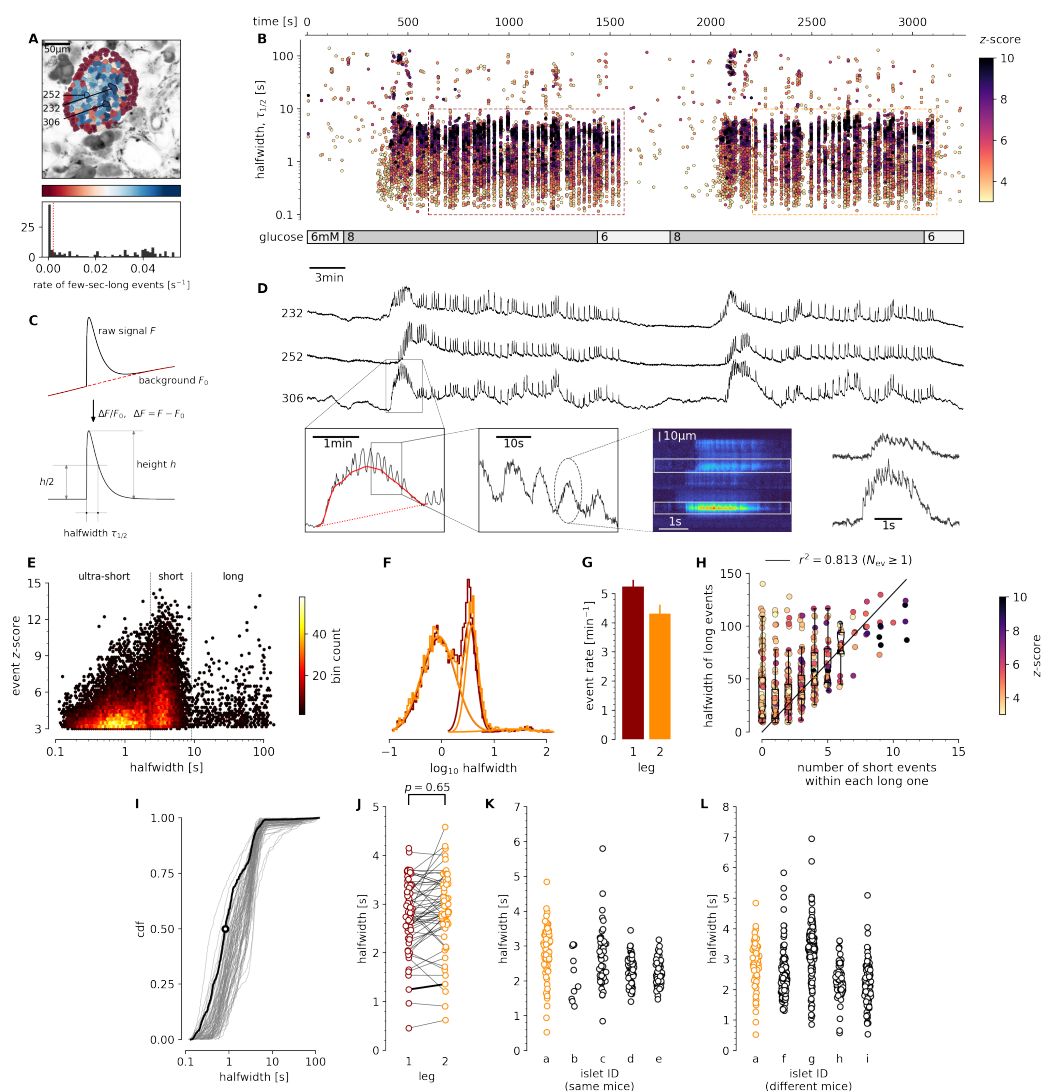 time [s] 0 500 1000 1500 2000 2500 3000
A
50μm
252
232
306
50
25
0
0.00 0.02 0.04
rate of few-sec-long events [s⁻¹]
B
halfwidth, τ1/2 [s]
100
10
1
0.1
z-score
10
8
6
4
glucose 6mM 8 6 8 6
C
raw signal F
background F0
ΔF/F0, ΔF = F − F0
height h
h/2
halfwidth τ1/2
3min
D
232
252
306
1min
10s
10μm
1s
1s
E
ultra-short short long
event z-score
15
12
9
6
3
0.1 1 10 100
halfwidth [s]
40
20
bin count
F
−1 0 1 2
log10 halfwidth
G
event rate [min⁻¹]
5
4
3
2
1
0
1 2
leg
H
r² = 0.813 (Nev ≥ 1)
halfwidth of long events
150
100
50
0
0 5 10 15
number of short events
within each long one
z-score
10
8
6
4
I
cdf
1.00
0.75
0.50
0.25
0.00
0.1 1 10 100
halfwidth [s]
J
p = 0.65
halfwidth [s]
5
4
3
2
1
0
1 2
leg
K
halfwidth [s]
7
6
5
4
3
2
1
0
a b c d e
islet ID
(same mice)
L
halfwidth [s]
8
7
6
5
4
3
2
1
0
a f g h i
islet ID
(different mice)